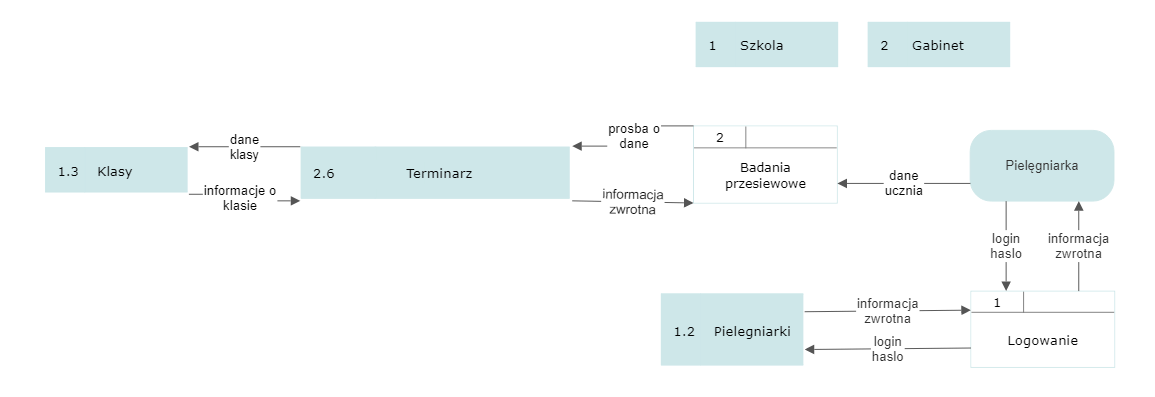 1 Szkola
2 Gabinet
prosba o
dane
2
dane
klasy
Badania
przesiewowe
Pielęgniarka
1.3 Klasy
2.6 Terminarz
dane
ucznia
informacje o
klasie
informacja
zwrotna
login
haslo
informacja
zwrotna
informacja
zwrotna
1
1.2 Pielegniarki
Logowanie
login
haslo